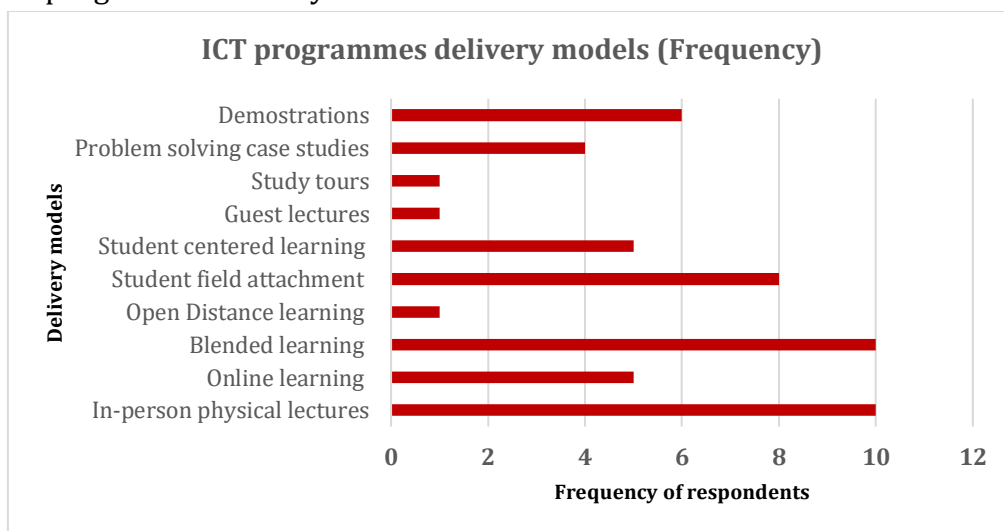 ICT programmes delivery models (Frequency)
Demostrations
Problem solving case studies
Study tours
Guest lectures
Student centered learning
Student field attachment
Open Distance learning
Blended learning
Online learning
In-person physical lectures
Delivery models
0 2 4 6 8 10 12
Frequency of respondents